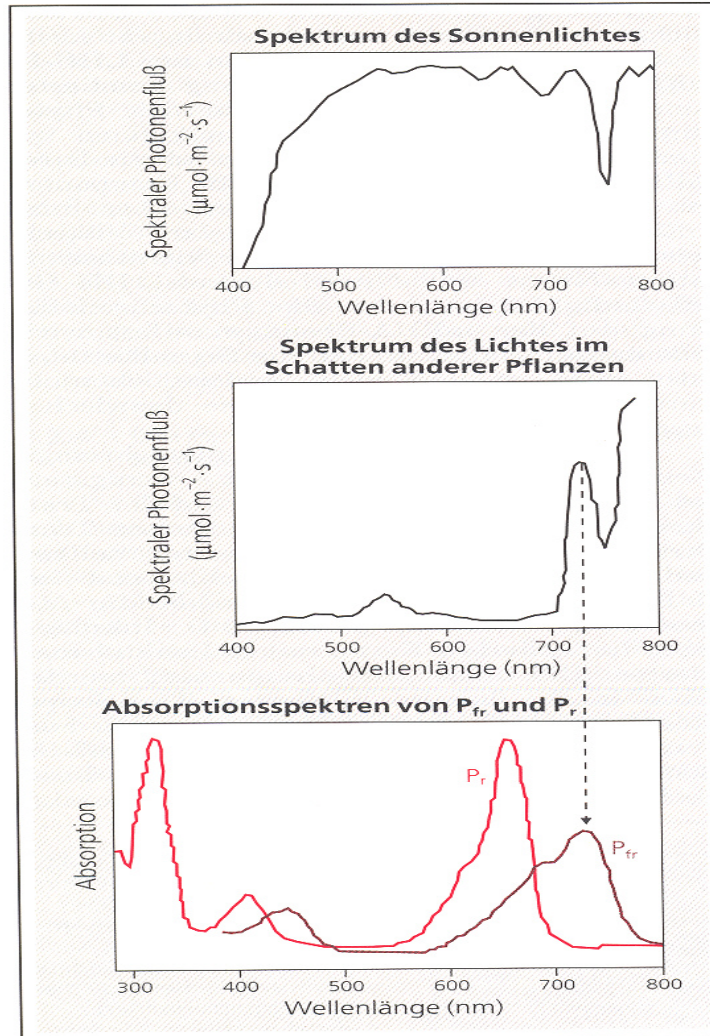 Spektrum des Sonnenlichtes
Spektraler Photonenfluß
(µmol·m⁻²·s⁻¹)
400 500 600 700 800
Wellenlänge (nm)
Spektrum des Lichtes im
Schatten anderer Pflanzen
Spektraler Photonenfluß
(µmol·m⁻²·s⁻¹)
400 500 600 700 800
Wellenlänge (nm)
Absorptionsspektren von Pfr und Pr
Absorption
Pr
Pfr
300 400 500 600 700 800
Wellenlänge (nm)